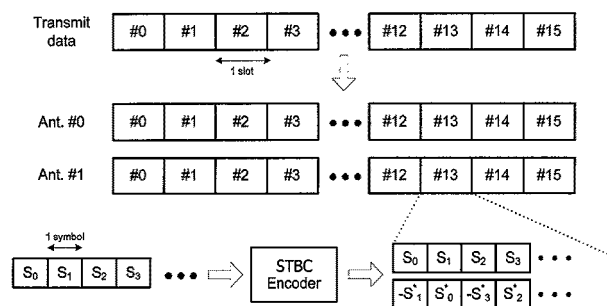 Transmit data
#0 #1 #2 #3 ••• #12 #13 #14 #15
1 slot
Ant. #0 #0 #1 #2 #3 ••• #12 #13 #14 #15
Ant. #1 #0 #1 #2 #3 ••• #12 #13 #14 #15
1 symbol
S₀ S₁ S₂ S₃ •••
STBC Encoder
S₀ S₁ S₂ S₃ •••
-S*₁ S*₀ -S*₃ S*₂ •••